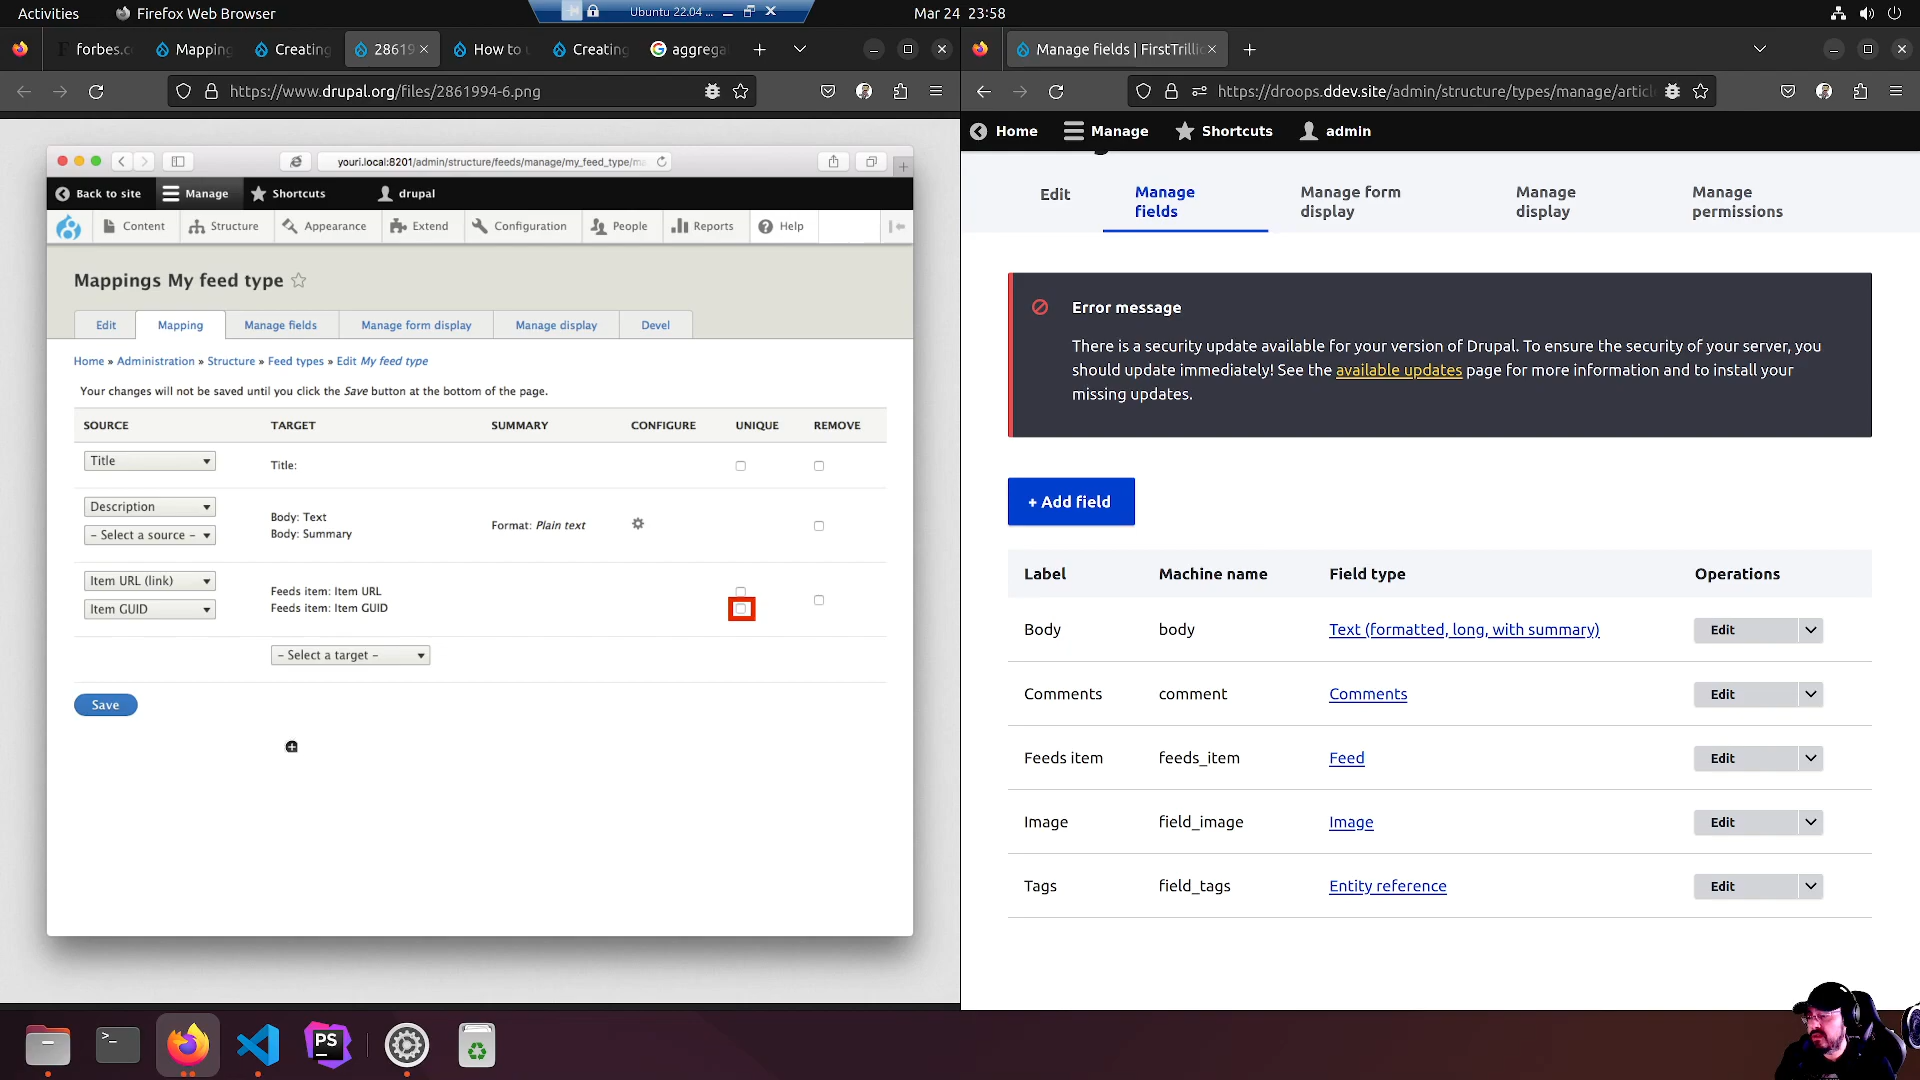 Activities
Firefox Web Browser
Ubuntu 22.04 ...
Mar 24 23:58
forbes.c
Mapping
Creating
28619
How to u
Creating
aggrega
https://www.drupal.org/files/2861994-6.png
youri.local:8201/admin/structure/feeds/manage/my_feed_type/m
Back to site
Manage
Shortcuts
drupal
Content
Structure
Appearance
Extend
Configuration
People
Reports
Help
Mappings My feed type
Edit
Mapping
Manage fields
Manage form display
Manage display
Devel
Home » Administration » Structure » Feed types » Edit My feed type
Your changes will not be saved until you click the Save button at the bottom of the page.
SOURCE TARGET SUMMARY CONFIGURE UNIQUE REMOVE
Title
Title:
Description
– Select a source –
Body: Text
Body: Summary
Format: Plain text
Item URL (link)
Item GUID
Feeds item: Item URL
Feeds item: Item GUID
– Select a target –
Save
Manage fields | FirstTrilli
https://droops.ddev.site/admin/structure/types/manage/articl
Home
Manage
Shortcuts
admin
Edit
Manage
fields
Manage form
display
Manage
display
Manage
permissions
Error message
There is a security update available for your version of Drupal. To ensure the security of your server, you
should update immediately! See the available updates page for more information and to install your
missing updates.
+ Add field
Label Machine name Field type Operations
Body body Text (formatted, long, with summary) Edit
Comments comment Comments Edit
Feeds item feeds_item Feed Edit
Image field_image Image Edit
Tags field_tags Entity reference Edit
PS